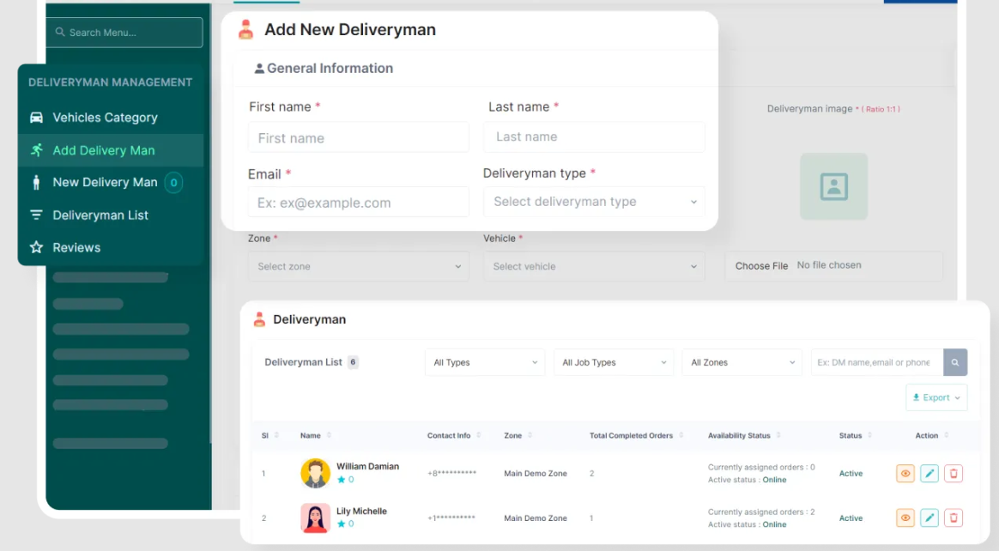 Search Menu...
DELIVERYMAN MANAGEMENT
Vehicles Category
Add Delivery Man
New Delivery Man 0
Deliveryman List
Reviews
Add New Deliveryman
General Information
First name * Last name *
First name Last name
Email * Deliveryman type *
Ex: ex@example.com Select deliveryman type
Zone * Vehicle *
Select zone Select vehicle
Deliveryman image * ( Ratio 1:1 )
Choose File No file chosen
Deliveryman
Deliveryman List 6 All Types All Job Types All Zones Ex: DM name,email or phone
Export
Sl Name Contact Info Zone Total Completed Orders Availability Status Status Action
1 William Damian +8********** Main Demo Zone 2 Currently assigned orders : 0 Active
0 Active status : Online
2 Lily Michelle +1********** Main Demo Zone 1 Currently assigned orders : 2 Active
0 Active status : Online